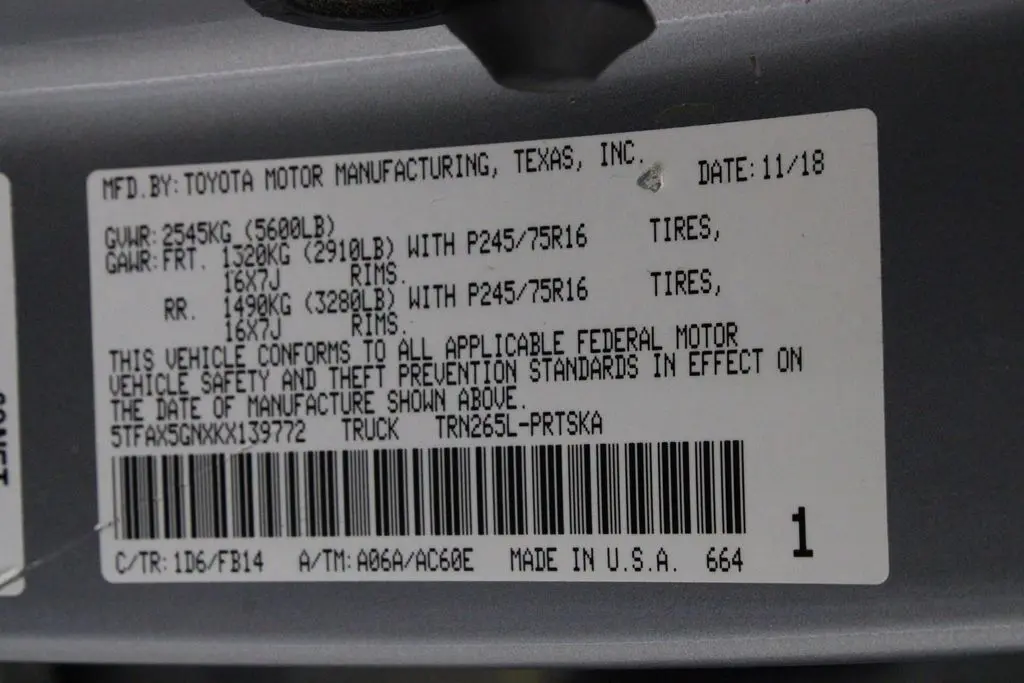 MFD.BY:TOYOTA MOTOR MANUFACTURING, TEXAS, INC. DATE:11/18
GVWR:2545KG (5600LB)
GAWR:FRT. 1320KG (2910LB) WITH P245/75R16 TIRES,
16X7J RIMS.
RR. 1490KG (3280LB) WITH P245/75R16 TIRES,
16X7J RIMS.
THIS VEHICLE CONFORMS TO ALL APPLICABLE FEDERAL MOTOR
VEHICLE SAFETY AND THEFT PREVENTION STANDARDS IN EFFECT ON
THE DATE OF MANUFACTURE SHOWN ABOVE.
5TFAX5GNXKX139772 TRUCK TRN265L-PRTSKA
1
C/TR:1D6/FB14 A/TM:A06A/AC60E MADE IN U.S.A. 664